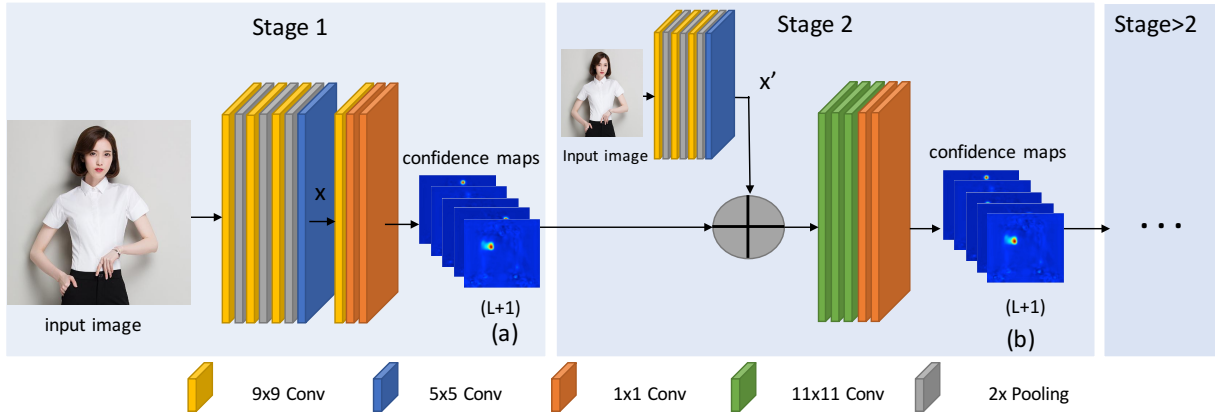 Stage 1
Stage 2
Stage>2
x
confidence maps
input image
(L+1)
(a)
Input image
x’
confidence maps
(L+1)
(b)
...
9x9 Conv
5x5 Conv
1x1 Conv
11x11 Conv
2x Pooling